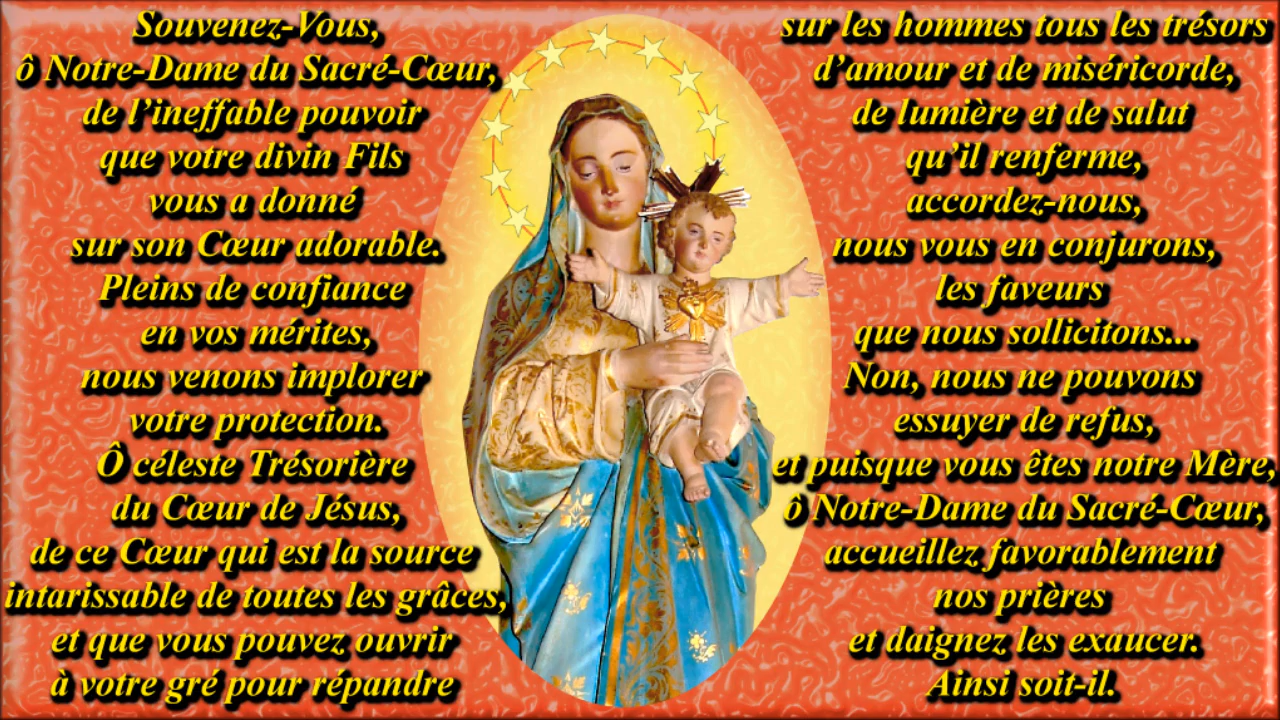 Souvenez-Vous,
ô Notre-Dame du Sacré-Cœur,
de l'ineffable pouvoir
que votre divin Fils
vous a donné
sur son Cœur adorable.
Pleins de confiance
en vos mérites,
nous venons implorer
votre protection.
Ô céleste Trésorière
du Cœur de Jésus,
de ce Cœur qui est la source
intarissable de toutes les grâces,
et que vous pouvez ouvrir
à votre gré pour répandre
sur les hommes tous les trésors
d'amour et de miséricorde,
de lumière et de salut
qu'il renferme,
accordez-nous,
nous vous en conjurons,
les faveurs
que nous sollicitons...
Non, nous ne pouvons
essuyer de refus,
et puisque vous êtes notre Mère,
ô Notre-Dame du Sacré-Cœur,
accueillez favorablement
nos prières
et daignez les exaucer.
Ainsi soit-il.